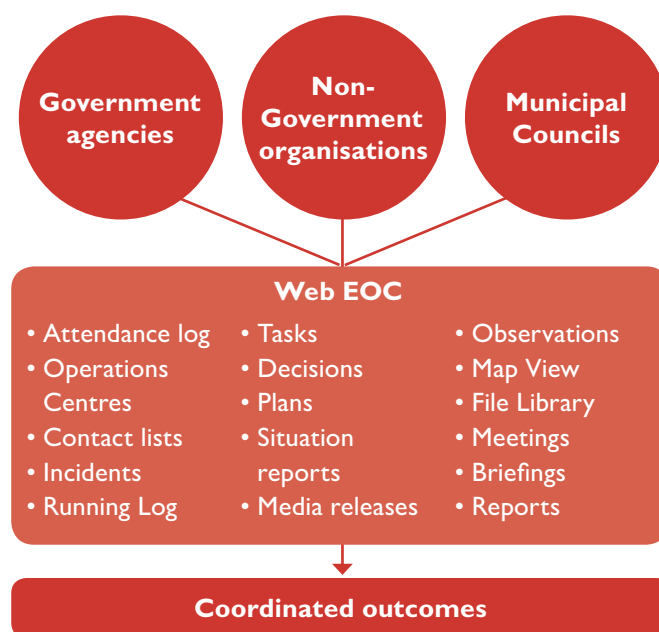 Government
agencies
Non-
Government
organisations
Municipal
Councils
Web EOC
• Attendance log
• Operations
Centres
• Contact lists
• Incidents
• Running Log
• Tasks
• Decisions
• Plans
• Situation
reports
• Media releases
• Observations
• Map View
• File Library
• Meetings
• Briefings
• Reports
Coordinated outcomes